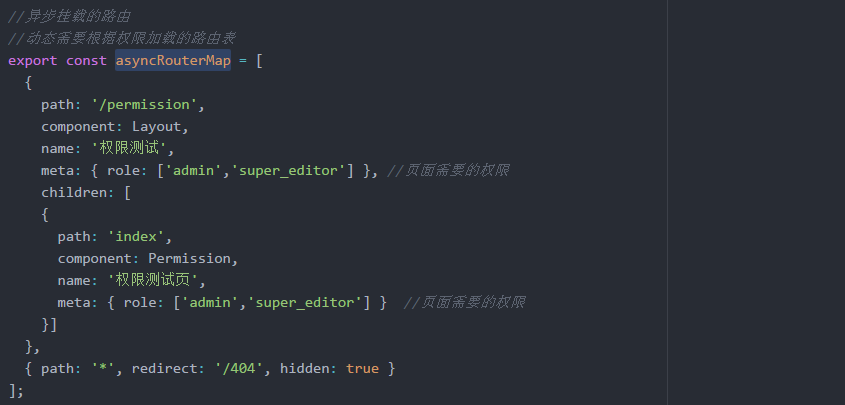 //异步挂载的路由
//动态需要根据权限加载的路由表
export const asyncRouterMap = [
  {
    path: '/permission',
    component: Layout,
    name: '权限测试',
    meta: { role: ['admin','super_editor'] }, //页面需要的权限
    children: [
    {
      path: 'index',
      component: Permission,
      name: '权限测试页',
      meta: { role: ['admin','super_editor'] }  //页面需要的权限
    }]
  },
  { path: '*', redirect: '/404', hidden: true }
];